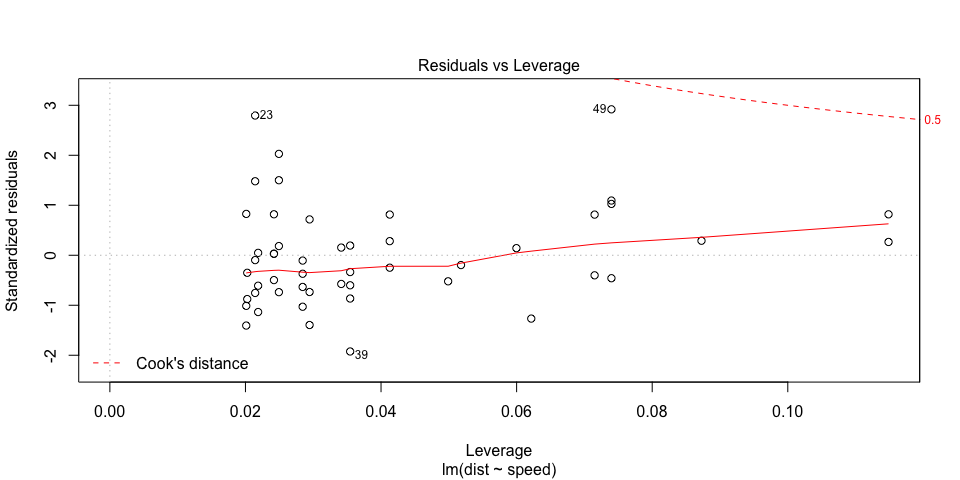 Residuals vs Leverage
Standardized residuals
3
2
1
0
-1
-2
23
49
39
0.5
Cook's distance
0.00 0.02 0.04 0.06 0.08 0.10
Leverage
lm(dist ~ speed)